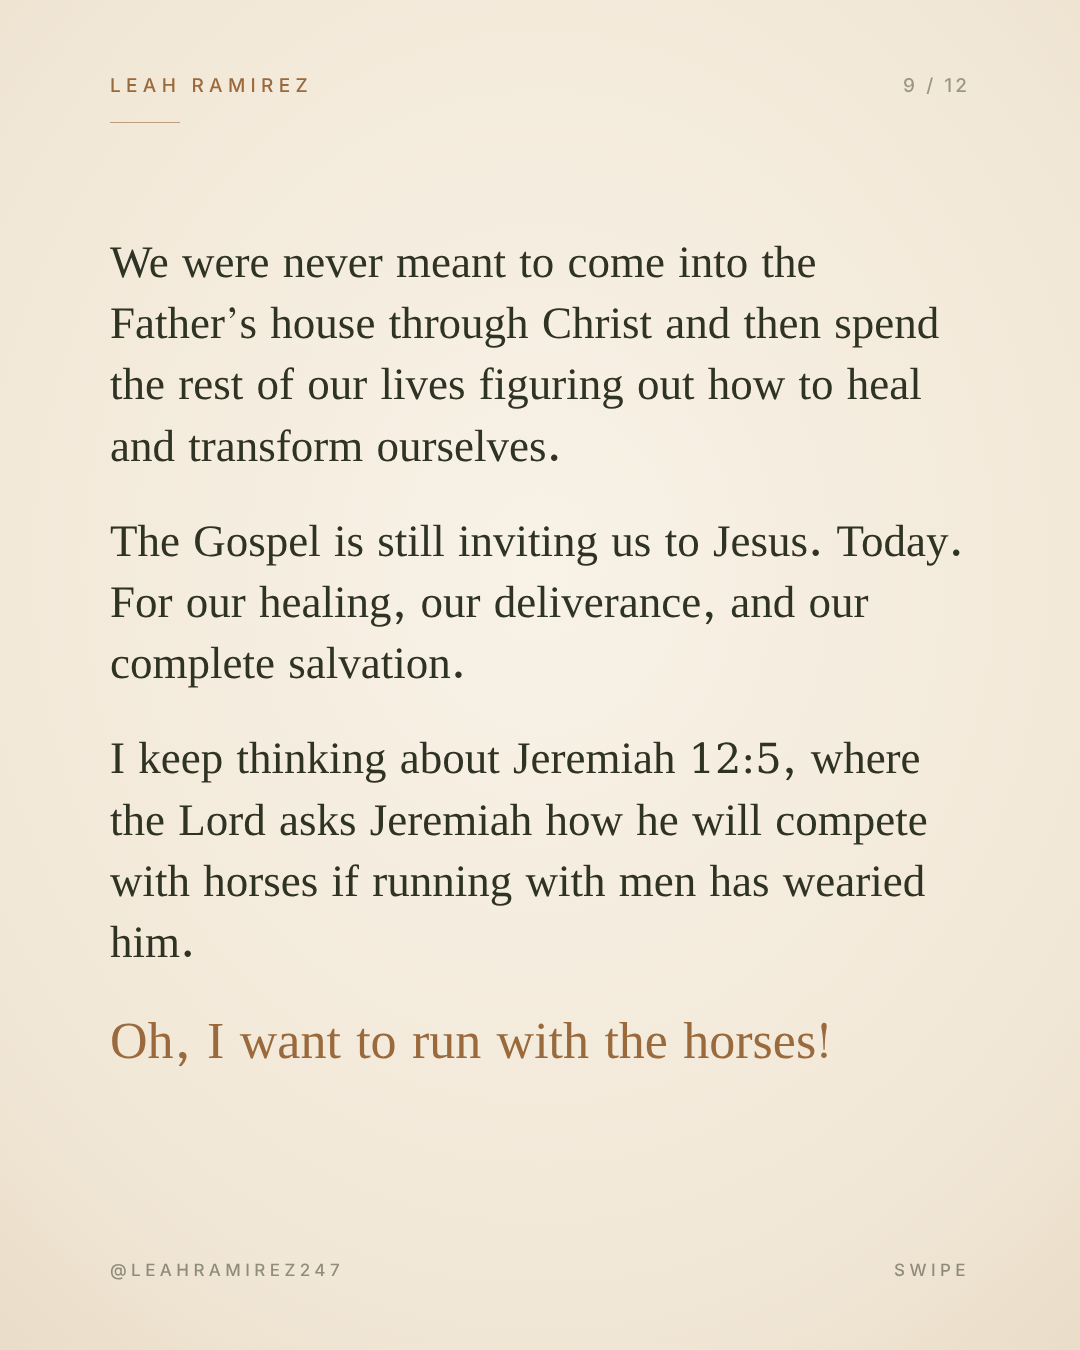 LEAH RAMIREZ
9 / 12
We were never meant to come into the
Father’s house through Christ and then spend
the rest of our lives figuring out how to heal
and transform ourselves.
The Gospel is still inviting us to Jesus. Today.
For our healing, our deliverance, and our
complete salvation.
I keep thinking about Jeremiah 12:5, where
the Lord asks Jeremiah how he will compete
with horses if running with men has wearied
him.
Oh, I want to run with the horses!
@LEAHRAMIREZ247
SWIPE